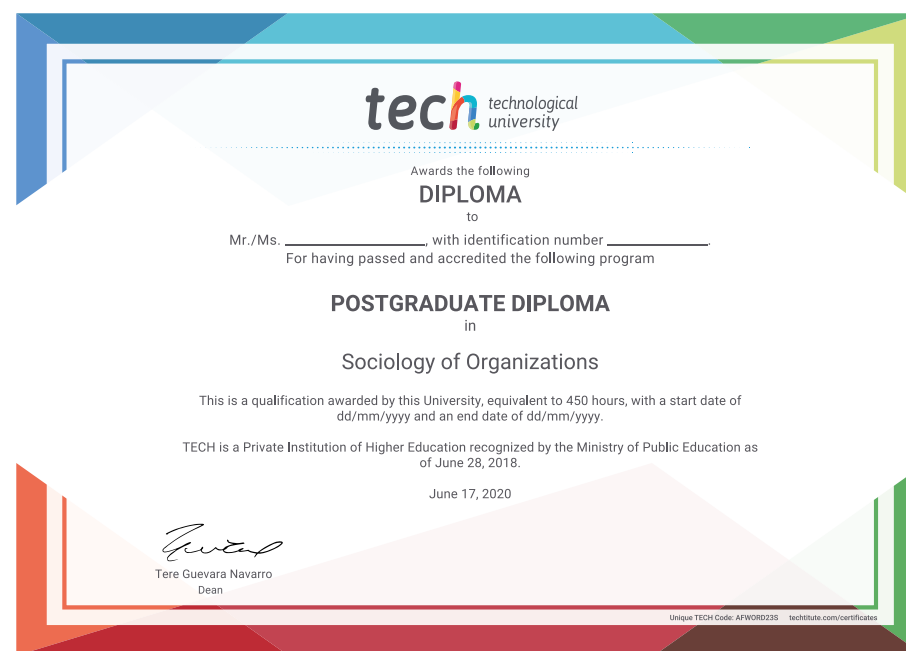 tech technological
university
Awards the following
DIPLOMA
to
Mr./Ms. ____________________, with identification number ______________.
For having passed and accredited the following program
POSTGRADUATE DIPLOMA
in
Sociology of Organizations
This is a qualification awarded by this University, equivalent to 450 hours, with a start date of
dd/mm/yyyy and an end date of dd/mm/yyyy.
TECH is a Private Institution of Higher Education recognized by the Ministry of Public Education as
of June 28, 2018.
June 17, 2020
Tere Guevara Navarro
Dean
Unique TECH Code: AFWORD23S techtitute.com/certificates